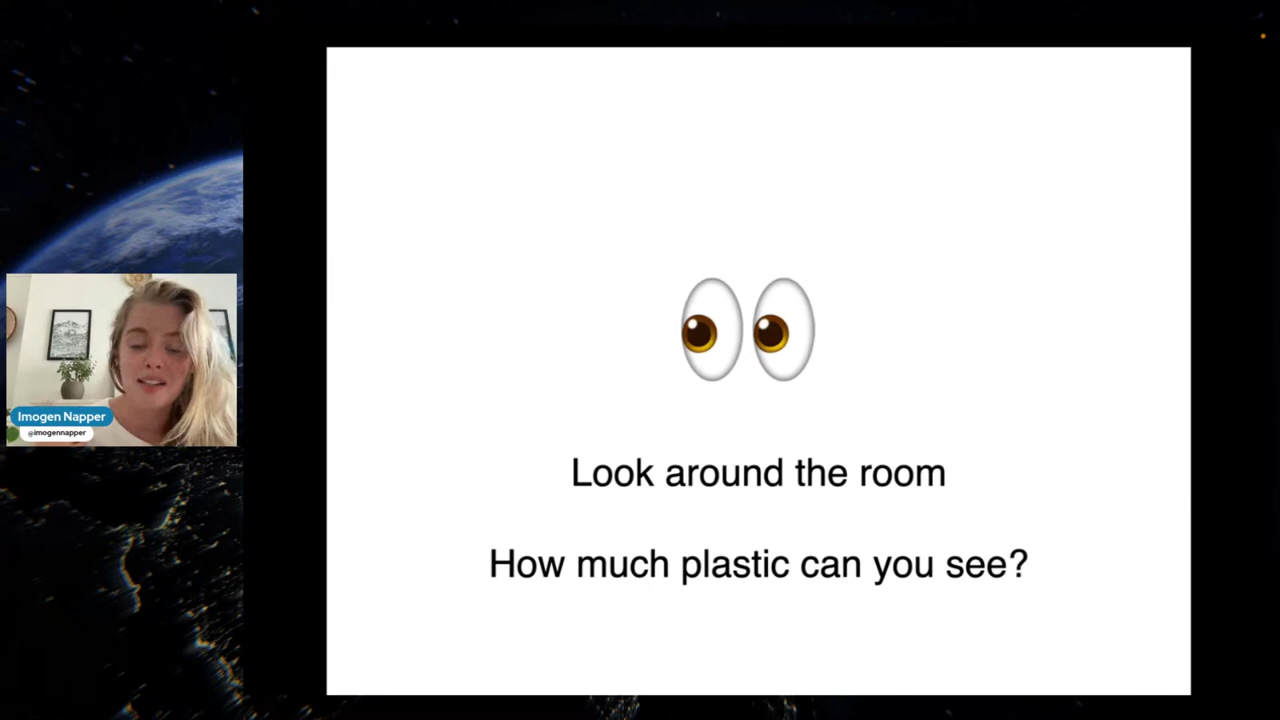 Imogen Napper
@imogennapper
Look around the room
How much plastic can you see?